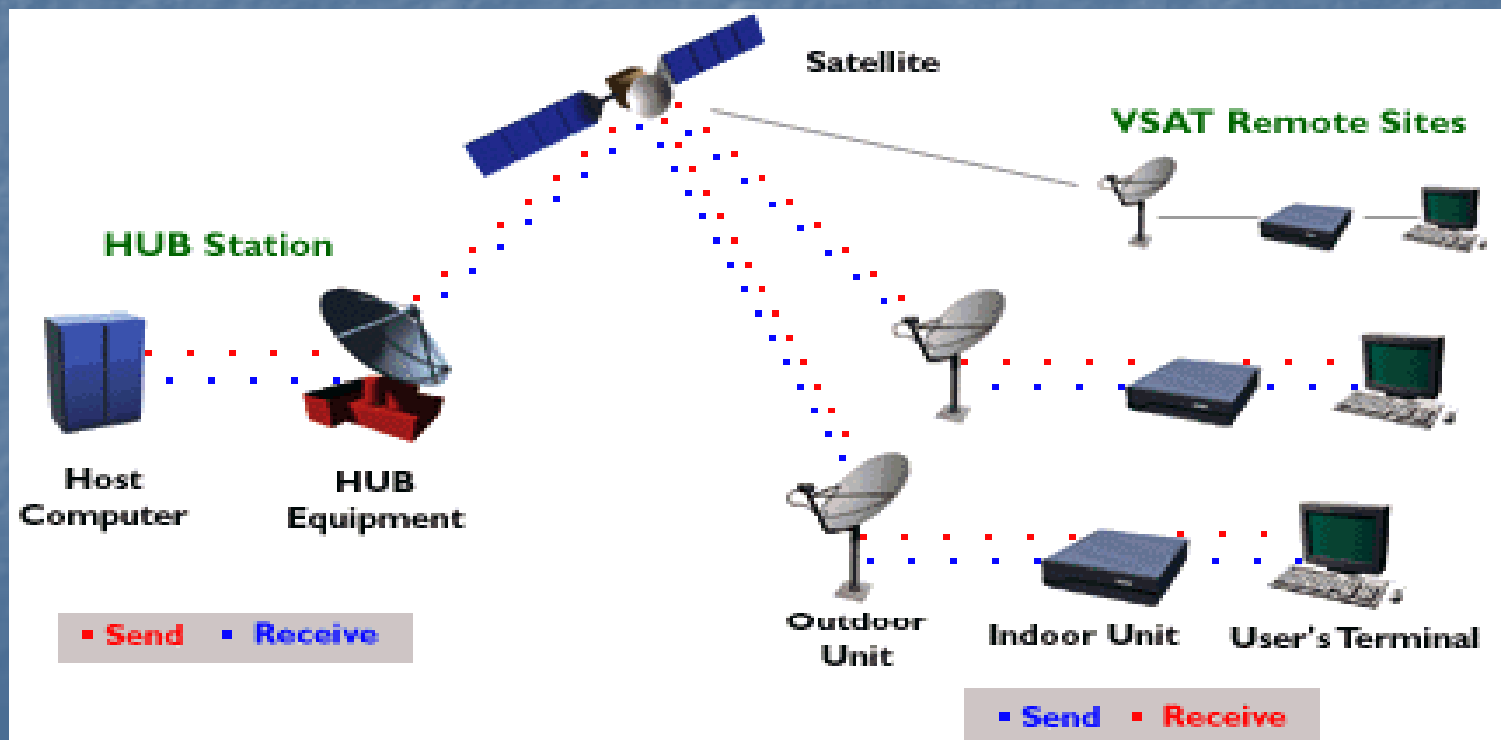 Satellite
VSAT Remote Sites
HUB Station
Host
Computer
HUB
Equipment
Outdoor
Unit
Indoor Unit
User's Terminal
Send Receive
Send Receive